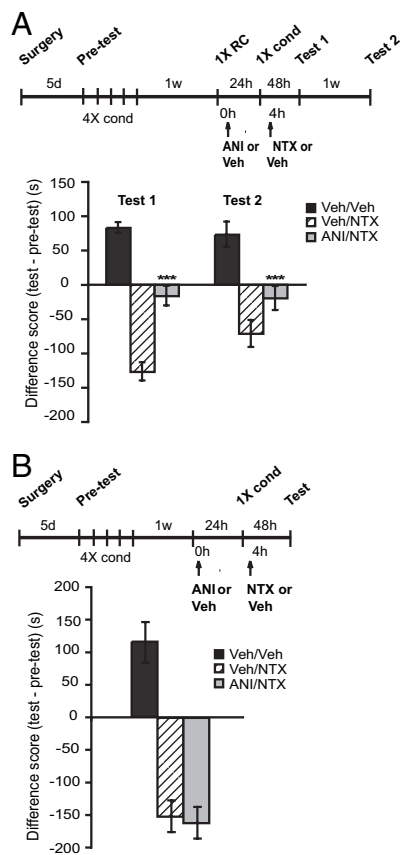 A
Surgery Pre-test 1X RC 1X cond Test 1 Test 2
5d 1w 24h 48h 1w
4X cond 0h 4h
ANI or Veh NTX or Veh
Difference score (test - pre-test) (s)
150
100
50
0
-50
-100
-150
-200
Test 1 Test 2
*** ***
Veh/Veh
Veh/NTX
ANI/NTX
B
Surgery Pre-test 1X cond Test
5d 1w 24h 48h
4X cond 0h 4h
ANI or Veh NTX or Veh
Difference score (test - pre-test) (s)
200
150
100
50
0
-50
-100
-150
-200
Veh/Veh
Veh/NTX
ANI/NTX